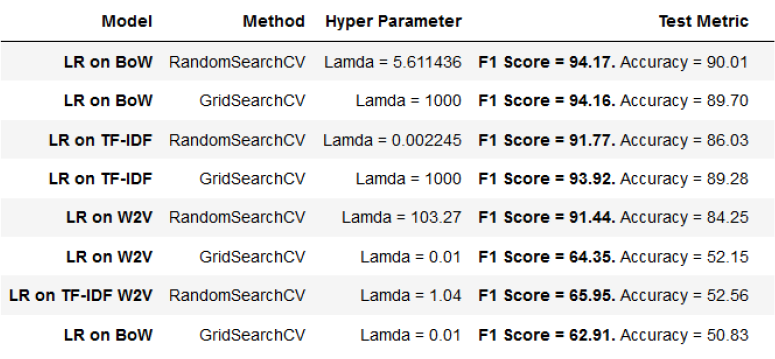 Model Method Hyper Parameter Test Metric
LR on BoW RandomSearchCV Lamda = 5.611436 F1 Score = 94.17. Accuracy = 90.01
LR on BoW GridSearchCV Lamda = 1000 F1 Score = 94.16. Accuracy = 89.70
LR on TF-IDF RandomSearchCV Lamda = 0.002245 F1 Score = 91.77. Accuracy = 86.03
LR on TF-IDF GridSearchCV Lamda = 1000 F1 Score = 93.92. Accuracy = 89.28
LR on W2V RandomSearchCV Lamda = 103.27 F1 Score = 91.44. Accuracy = 84.25
LR on W2V GridSearchCV Lamda = 0.01 F1 Score = 64.35. Accuracy = 52.15
LR on TF-IDF W2V RandomSearchCV Lamda = 1.04 F1 Score = 65.95. Accuracy = 52.56
LR on BoW GridSearchCV Lamda = 0.01 F1 Score = 62.91. Accuracy = 50.83